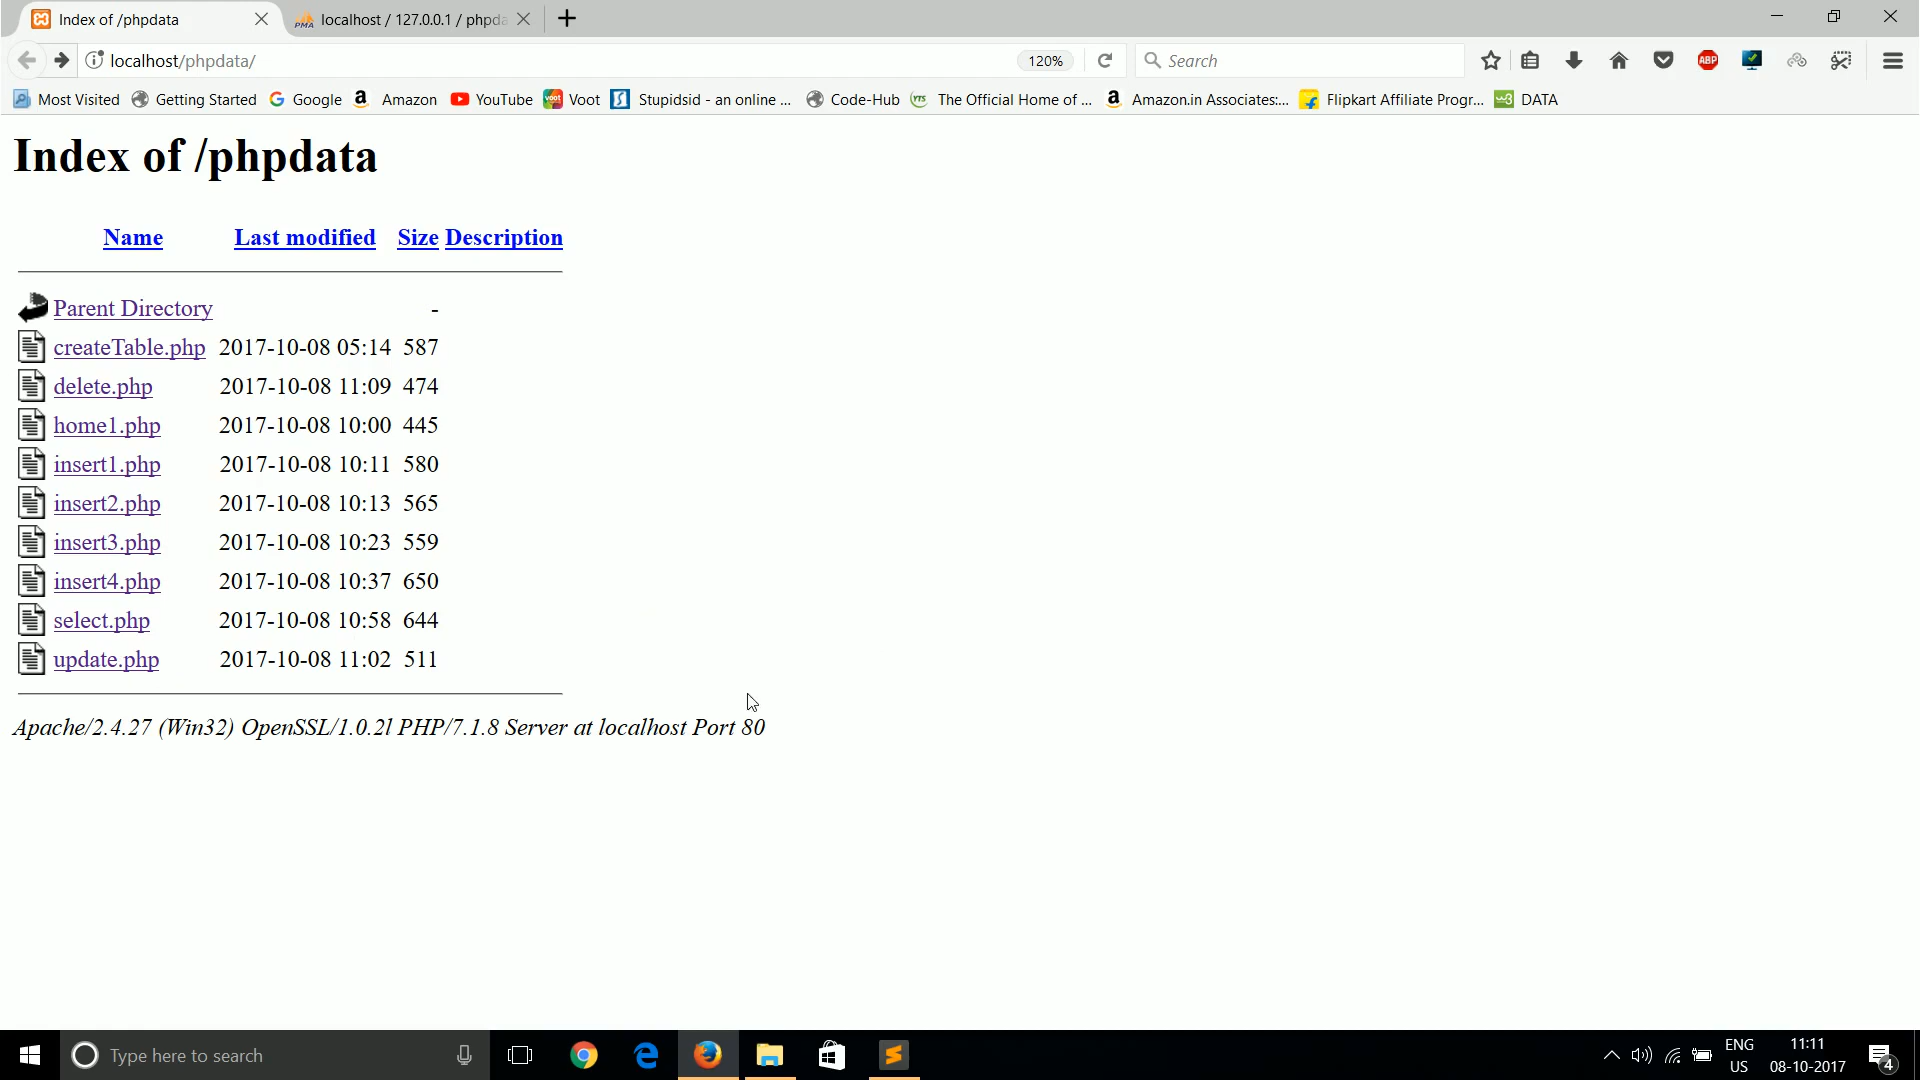 Index of /phpdata
localhost / 127.0.0.1 / phpda
localhost/phpdata/
120%
Search
ABP
Most Visited
Getting Started
Google
Amazon
YouTube
Voot
Stupidsid - an online ...
Code-Hub
The Official Home of ...
Amazon.in Associates:...
Flipkart Affiliate Progr...
DATA
Index of /phpdata
Name Last modified Size Description
Parent Directory -
createTable.php 2017-10-08 05:14 587
delete.php 2017-10-08 11:09 474
home1.php 2017-10-08 10:00 445
insert1.php 2017-10-08 10:11 580
insert2.php 2017-10-08 10:13 565
insert3.php 2017-10-08 10:23 559
insert4.php 2017-10-08 10:37 650
select.php 2017-10-08 10:58 644
update.php 2017-10-08 11:02 511
Apache/2.4.27 (Win32) OpenSSL/1.0.2l PHP/7.1.8 Server at localhost Port 80
Type here to search
ENG
US
11:11
08-10-2017
4